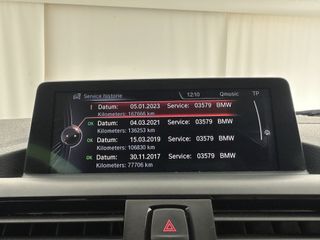 Service historie 12:10 Qmusic TP
! Datum: 05.01.2023 Service: 03579 BMW
Kilometers: 167666 km
OK Datum: 04.03.2021 Service: 03579 BMW
Kilometers: 136253 km
OK Datum: 15.03.2019 Service: 03579 BMW
Kilometers: 106830 km
OK Datum: 30.11.2017 Service: 03579 BMW
Kilometers: 77706 km